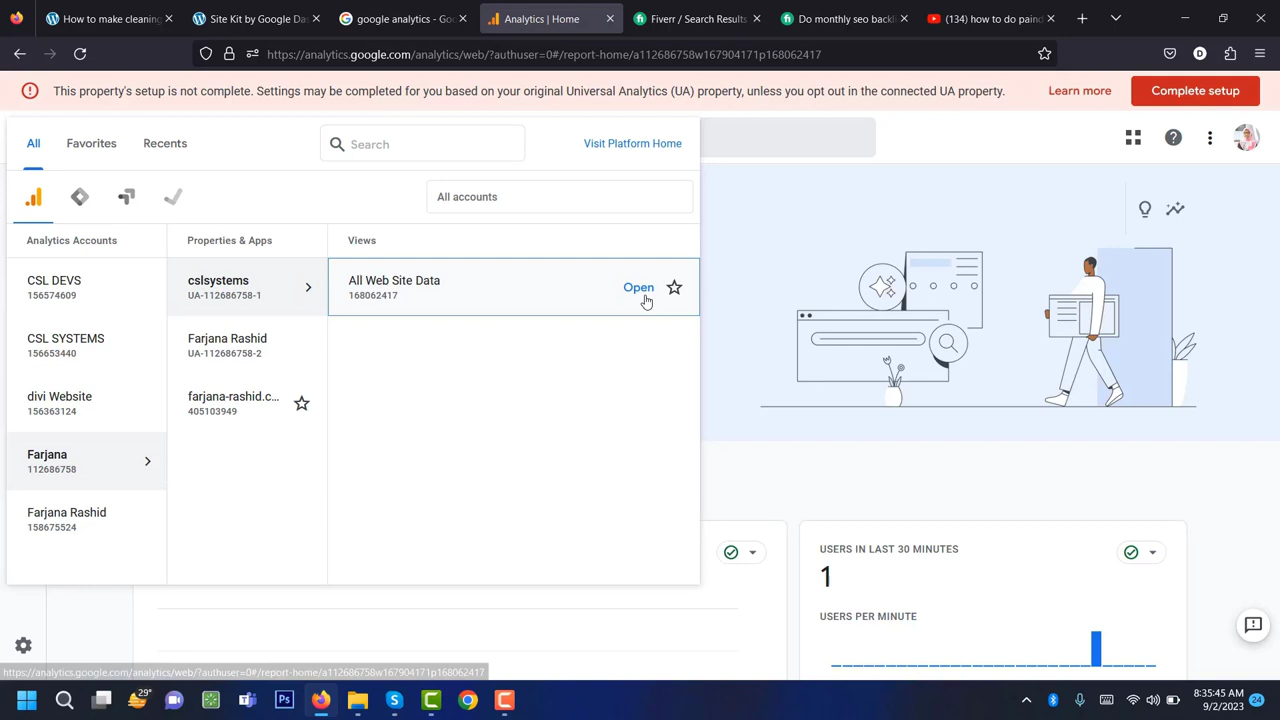 How to make cleaning
Site Kit by Google Das
google analytics - Goo
Analytics | Home
Fiverr / Search Results
Do monthly seo backl
(134) how to do paind
https://analytics.google.com/analytics/web/?authuser=0#/report-home/a112686758w167904171p168062417
This property's setup is not complete. Settings may be completed for you based on your original Universal Analytics (UA) property, unless you opt out in the connected UA property.
Learn more
Complete setup
All
Favorites
Recents
Search
Visit Platform Home
All accounts
Analytics Accounts
Properties & Apps
Views
CSL DEVS
156574609
cslsystems
UA-112686758-1
All Web Site Data
168062417
Open
CSL SYSTEMS
156653440
Farjana Rashid
UA-112686758-2
divi Website
156363124
farjana-rashid.c...
405103949
Farjana
112686758
Farjana Rashid
158675524
USERS IN LAST 30 MINUTES
1
USERS PER MINUTE
https://analytics.google.com/analytics/web/?authuser=0#/report-home/a112686758w167904171p168062417
29°
8:35:45 AM
9/2/2023
24